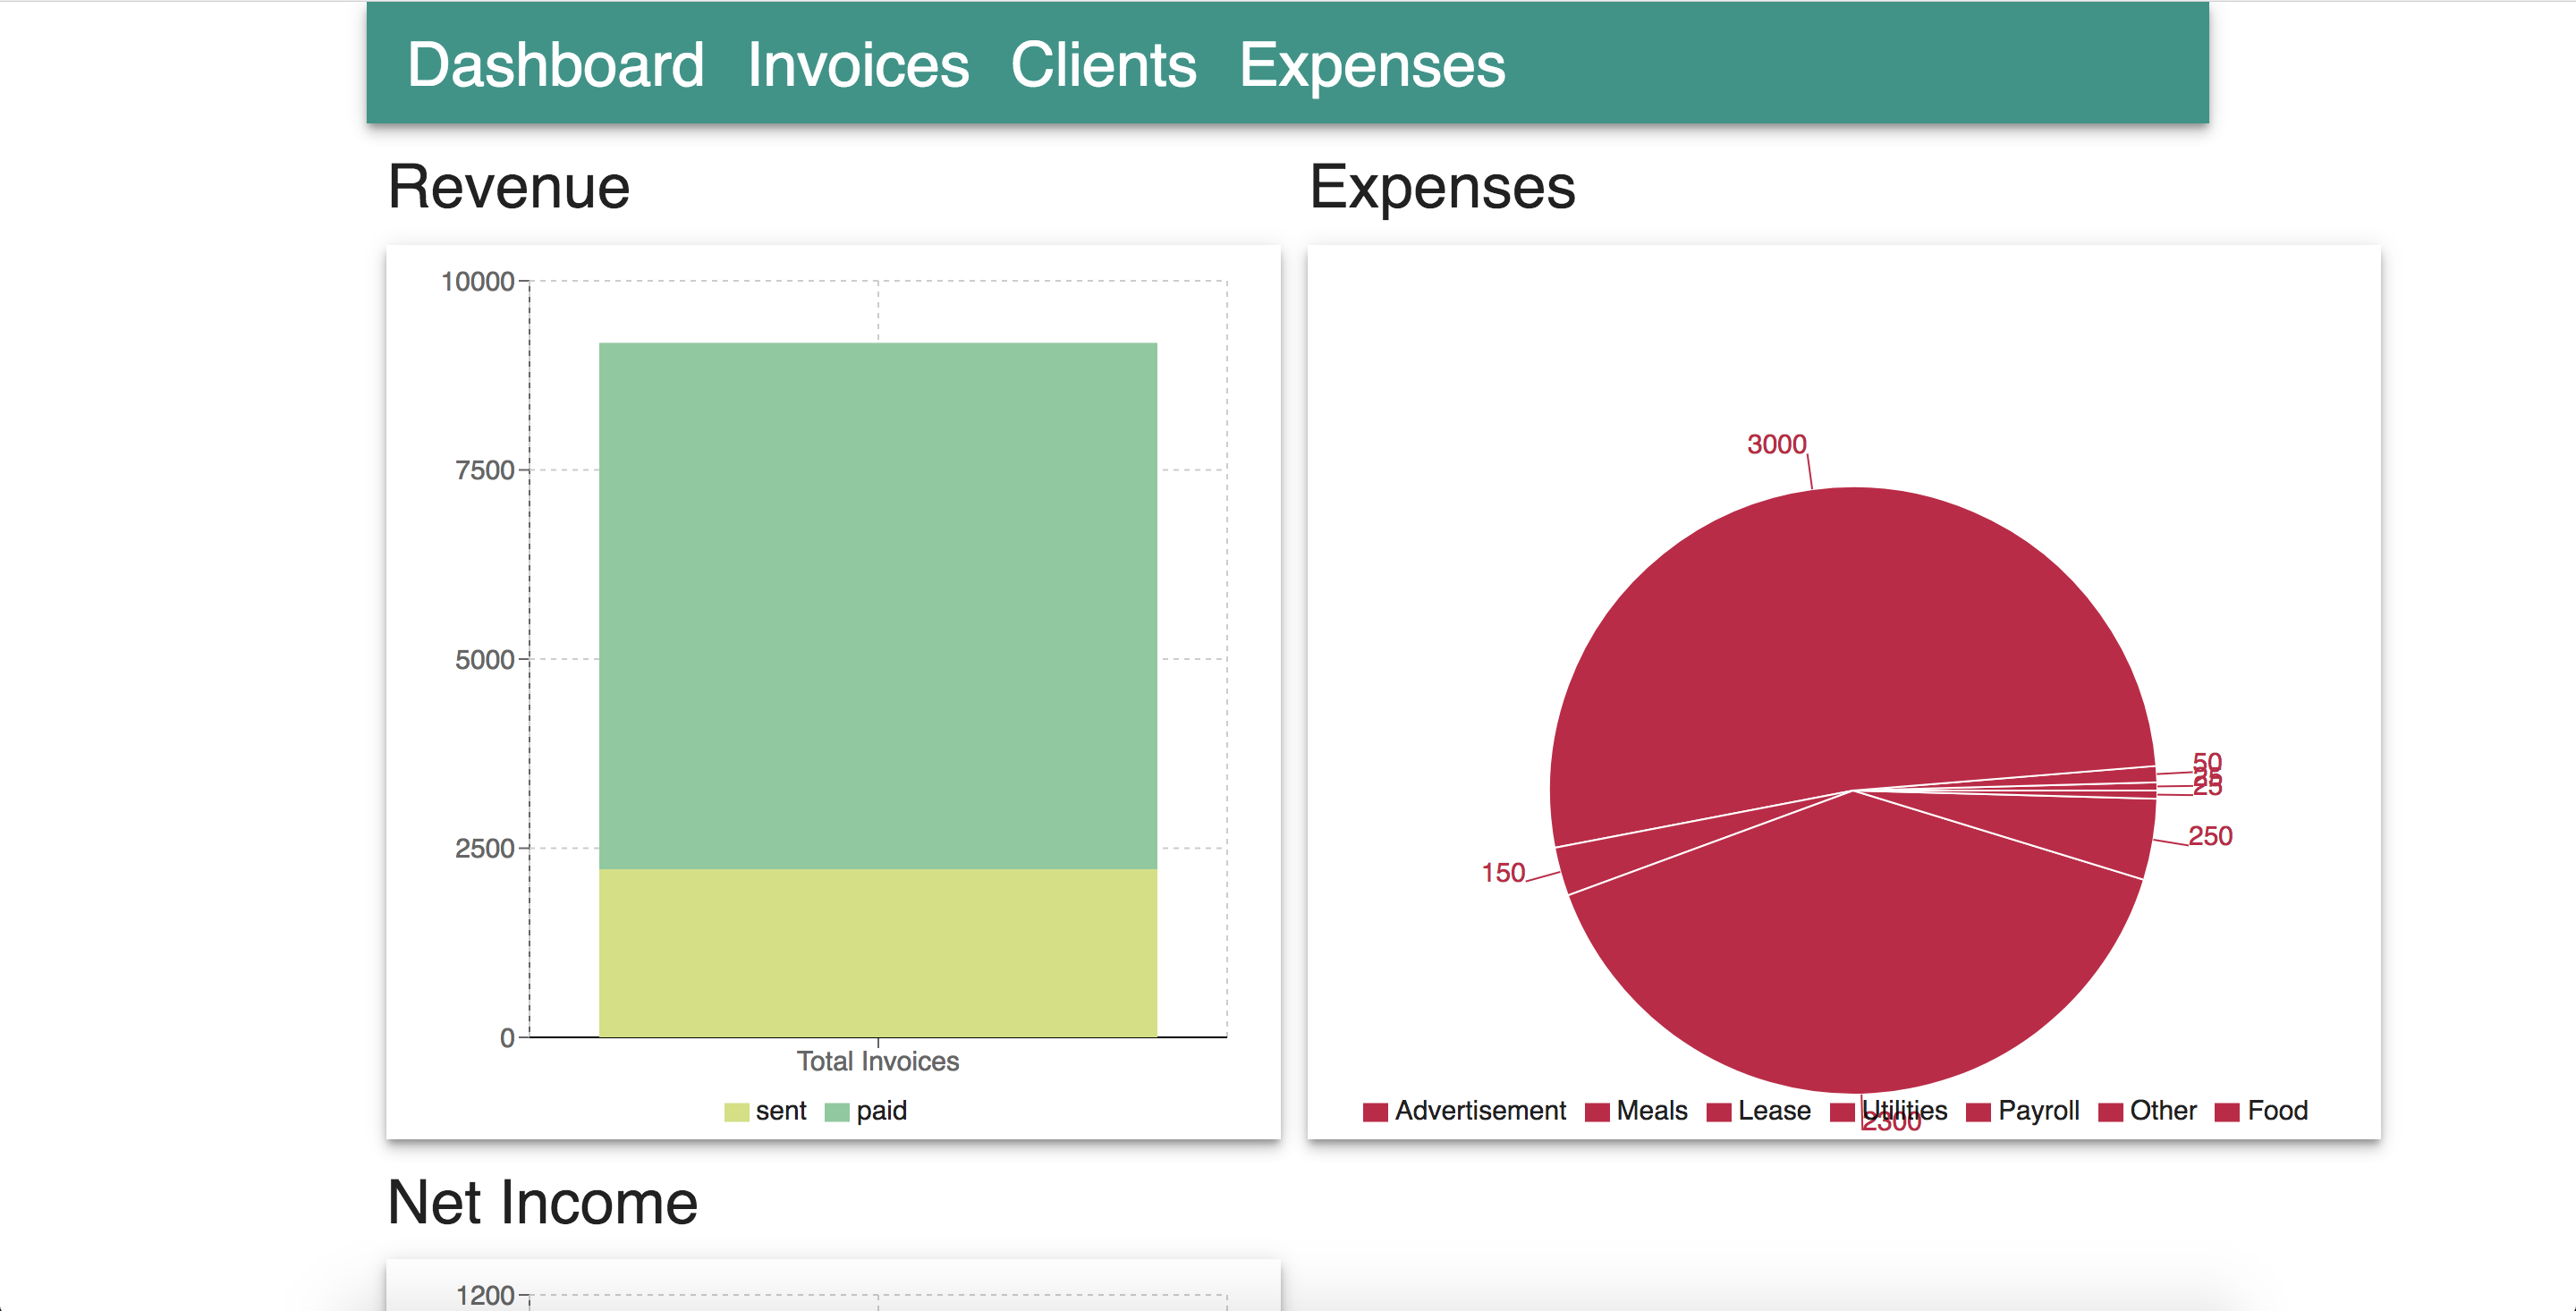 Dashboard Invoices Clients Expenses
Revenue
Expenses
10000
7500
5000
2500
0
Total Invoices
sent paid
3000
50
25
250
150
2300
Advertisement Meals Lease Utilities Payroll Other Food
Net Income
1200